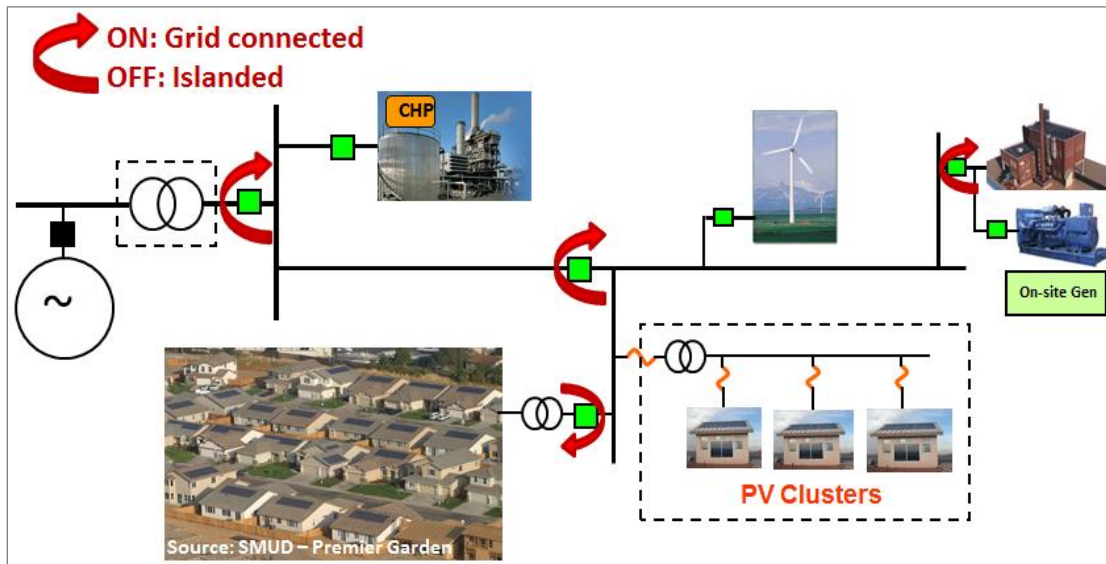 ON: Grid connected
OFF: Islanded
CHP
~
On-site Gen
PV Clusters
Source: SMUD – Premier Garden